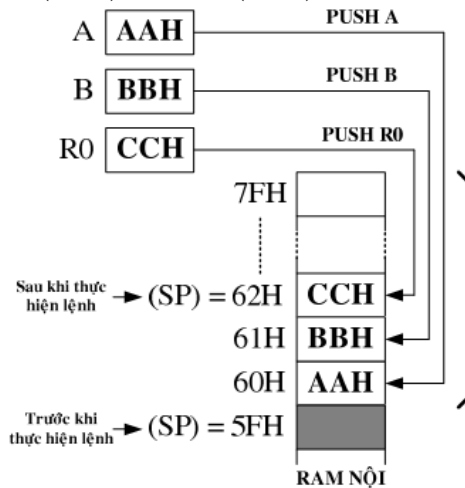 A AAH PUSH A
B BBH PUSH B
R0 CCH PUSH R0
7FH
Sau khi thực
hiện lệnh (SP) = 62H CCH
61H BBH
60H AAH
Trước khi
thực hiện lệnh (SP) = 5FH
RAM NỘI